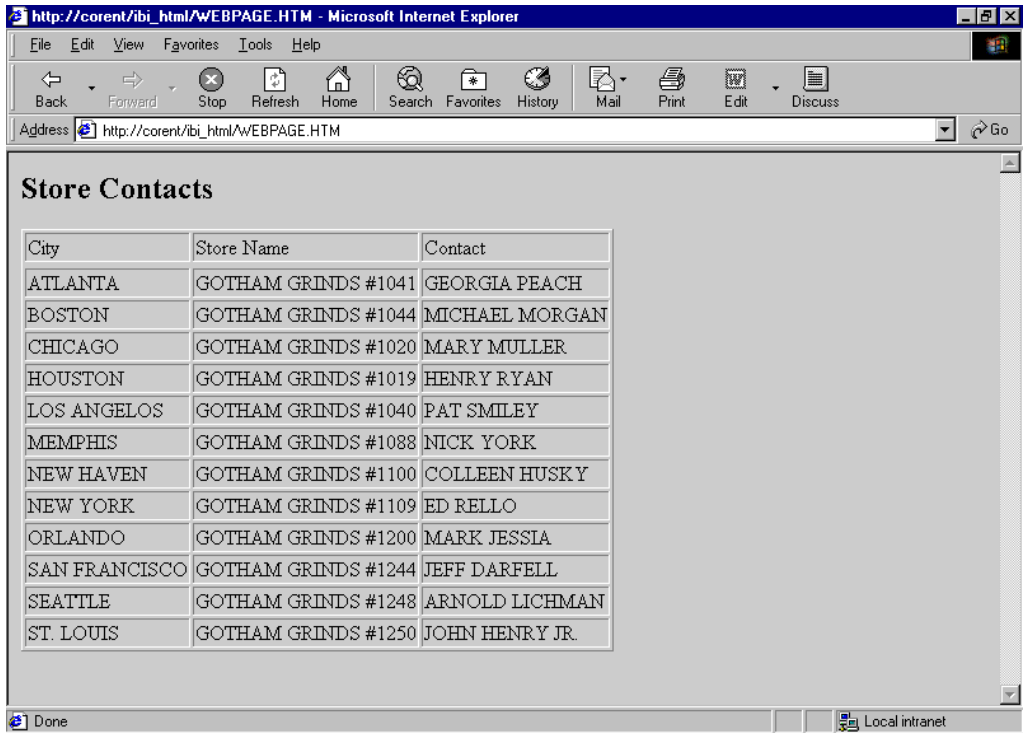 http://corent/ibi_html/WEBPAGE.HTM - Microsoft Internet Explorer
File Edit View Favorites Tools Help
Back Forward Stop Refresh Home Search Favorites History Mail Print Edit Discuss
Address http://corent/ibi_html/WEBPAGE.HTM Go
Store Contacts
City Store Name Contact
ATLANTA GOTHAM GRINDS #1041 GEORGIA PEACH
BOSTON GOTHAM GRINDS #1044 MICHAEL MORGAN
CHICAGO GOTHAM GRINDS #1020 MARY MULLER
HOUSTON GOTHAM GRINDS #1019 HENRY RYAN
LOS ANGELOS GOTHAM GRINDS #1040 PAT SMILEY
MEMPHIS GOTHAM GRINDS #1088 NICK YORK
NEW HAVEN GOTHAM GRINDS #1100 COLLEEN HUSKY
NEW YORK GOTHAM GRINDS #1109 ED RELLO
ORLANDO GOTHAM GRINDS #1200 MARK JESSIA
SAN FRANCISCO GOTHAM GRINDS #1244 JEFF DARFELL
SEATTLE GOTHAM GRINDS #1248 ARNOLD LICHMAN
ST. LOUIS GOTHAM GRINDS #1250 JOHN HENRY JR.
Done Local intranet